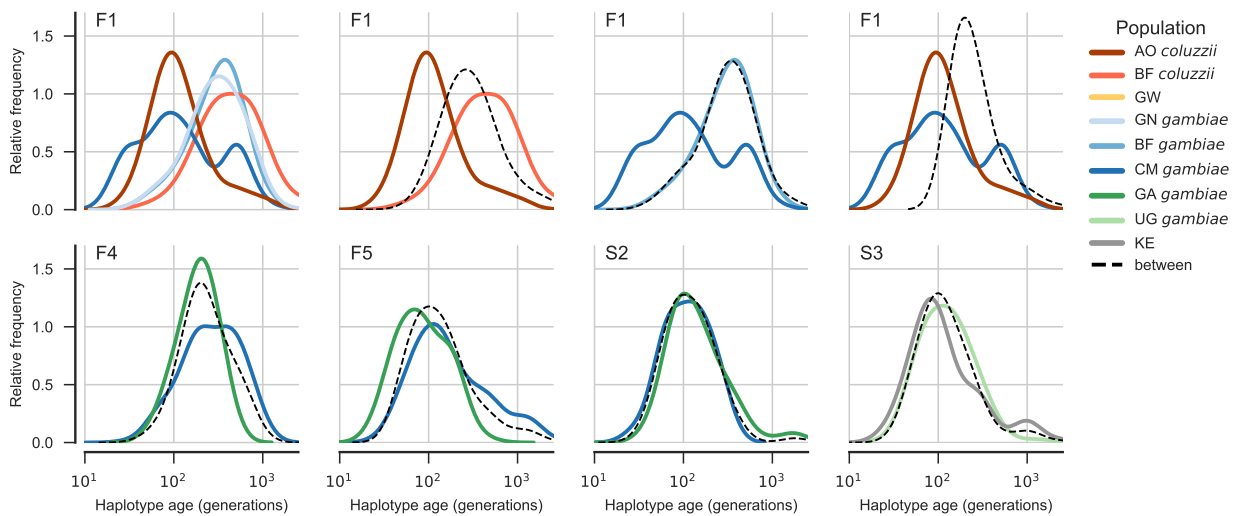 F1 F1 F1 F1
Relative frequency
1.5
1.0
0.5
0.0
Population
AO coluzzii
BF coluzzii
GW
GN gambiae
BF gambiae
CM gambiae
GA gambiae
UG gambiae
KE
between
F4 F5 S2 S3
Relative frequency
1.5
1.0
0.5
0.0
10¹ 10² 10³ 10¹ 10² 10³ 10¹ 10² 10³ 10¹ 10² 10³
Haplotype age (generations) Haplotype age (generations) Haplotype age (generations) Haplotype age (generations)